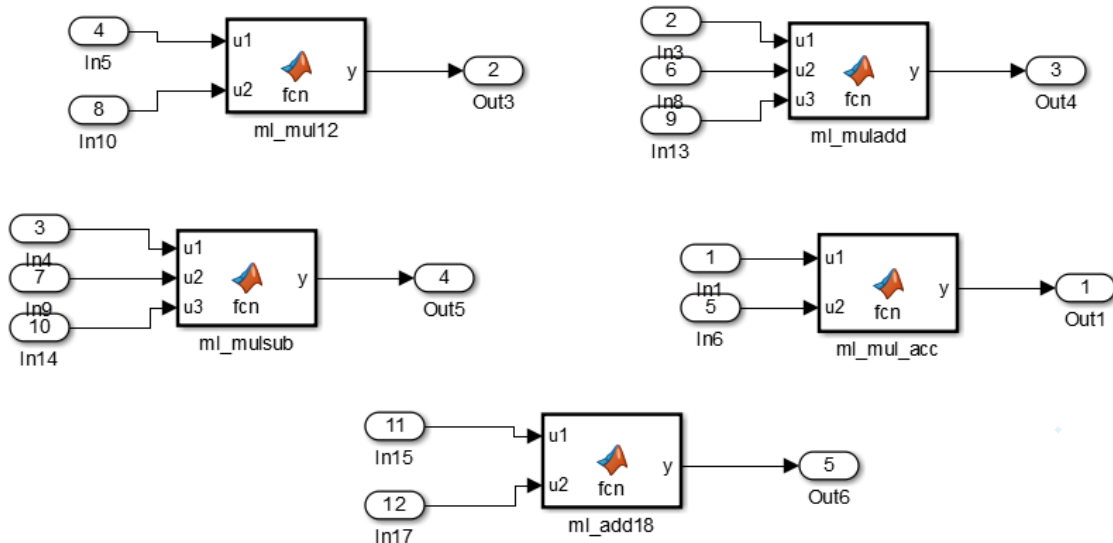 4
In5
8
In10
u1
u2
y
fcn
ml_mul12
2
Out3
2
In3
6
In8
9
In13
u1
u2
u3
y
fcn
ml_muladd
3
Out4
3
In4
7
In9
10
In14
u1
u2
u3
y
fcn
ml_mulsub
4
Out5
1
In1
5
In6
u1
u2
y
fcn
ml_mul_acc
1
Out1
11
In15
12
In17
u1
u2
y
fcn
ml_add18
5
Out6